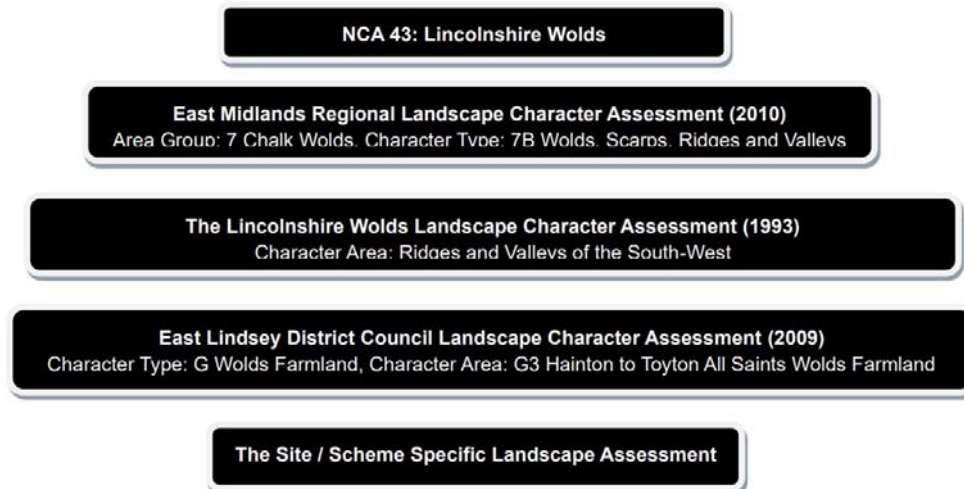 NCA 43: Lincolnshire Wolds
East Midlands Regional Landscape Character Assessment (2010)
Area Group: 7 Chalk Wolds. Character Type: 7B Wolds. Scarps. Ridges and Valleys
The Lincolnshire Wolds Landscape Character Assessment (1993)
Character Area: Ridges and Valleys of the South-West
East Lindsey District Council Landscape Character Assessment (2009)
Character Type: G Wolds Farmland, Character Area: G3 Hainton to Toyton All Saints Wolds Farmland
The Site / Scheme Specific Landscape Assessment